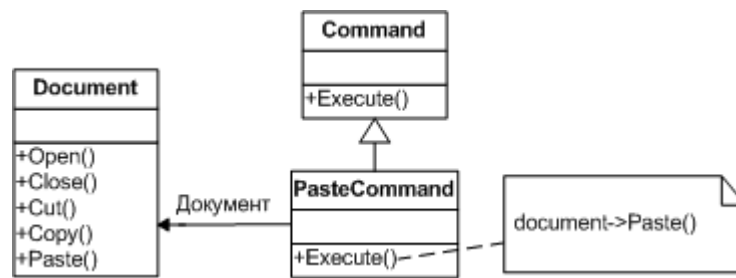 Command
+Execute()
Document
+Open()
+Close()
+Cut()
+Copy()
+Paste()
Документ
PasteCommand
+Execute()
document->Paste()